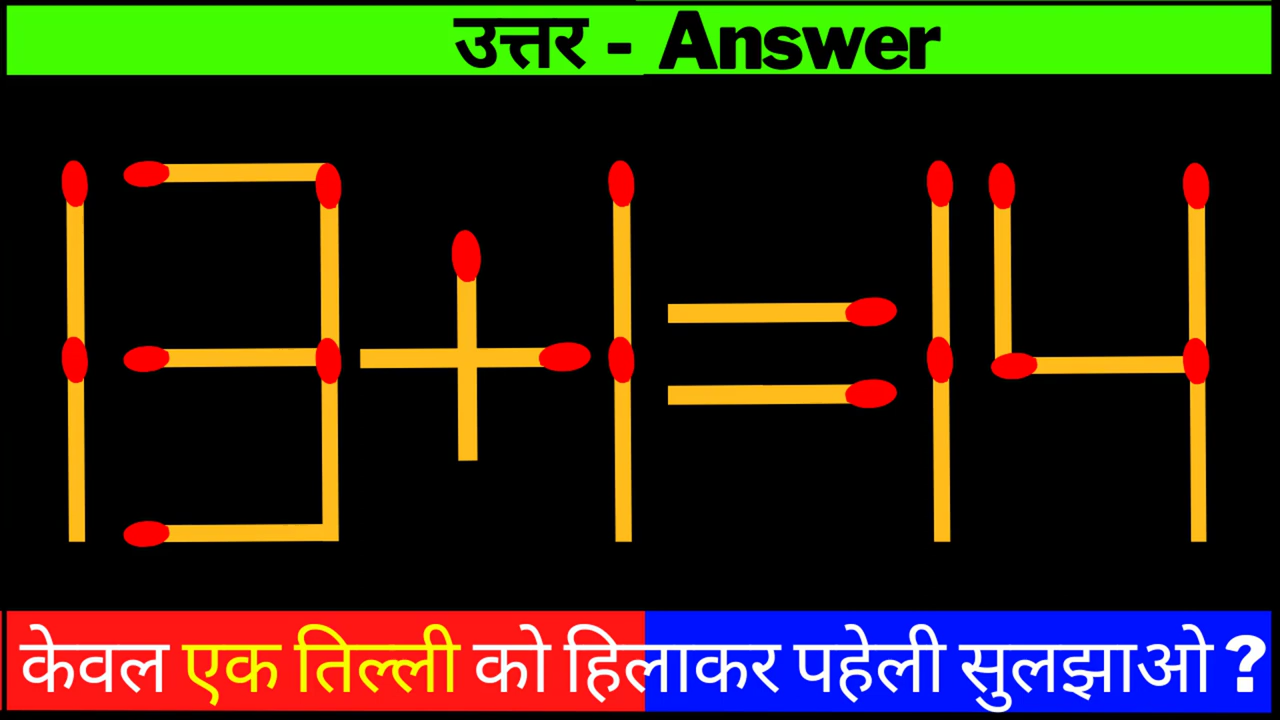 उत्तर - Answer
13+1=14
केवल एक तिल्ली को हिलाकर पहेली सुलझाओ ?